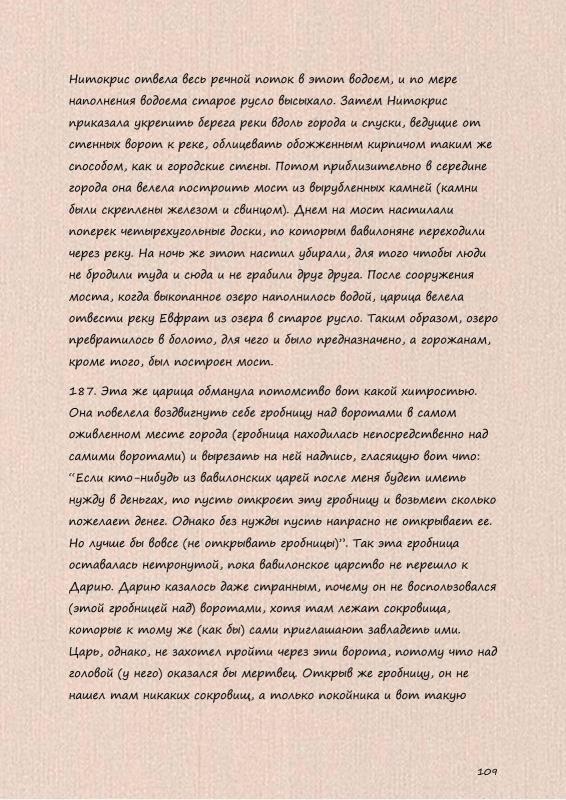 Нитокрис отвела весь речной поток в этот водоем, и по мере
наполнения водоема старое русло высыхало. Затем Нитокрис
приказала укрепить берега реки вдоль города и спуски, ведущие от
стенных ворот к реке, облицевать обожженным кирпичом таким же
способом, как и городские стены. Потом приблизительно в середине
города она велела построить мост из вырубленных камней (камни
были скреплены железом и свинцом). Днем на мост настилали
поперек четырехугольные доски, по которым вавилоняне переходили
через реку. На ночь же этот настил убирали, для того чтобы люди
не бродили туда и сюда и не грабили друг друга. После сооружения
моста, когда выкопанное озеро наполнилось водой, царица велела
отвести реку Евфрат из озера в старое русло. Таким образом, озеро
превратилось в болото, для чего и было предназначено, а горожанам,
кроме того, был построен мост.
187. Эта же царица обманула потомство вот какой хитростью.
Она повелела воздвигнуть себе гробницу над воротами в самом
оживленном месте города (гробница находилась непосредственно над
самими воротами) и вырезать на ней надпись, гласящую вот что:
“Если кто-нибудь из вавилонских царей после меня будет иметь
нужду в деньгах, то пусть откроет эту гробницу и возьмет сколько
пожелает денег. Однако без нужды пусть напрасно не открывает ее.
Но лучше бы вовсе (не открывать гробницы)”. Так эта гробница
оставалась нетронутой, пока вавилонское царство не перешло к
Дарию. Дарию казалось даже странным, почему он не воспользовался
(этой гробницей над) воротами, хотя там лежат сокровища,
которые к тому же (как бы) сами приглашают завладеть ими.
Царь, однако, не захотел пройти через эти ворота, потому что над
головой (у него) оказался бы мертвец. Открыв же гробницу, он не
нашел там никаких сокровищ, а только покойника и вот такую
109